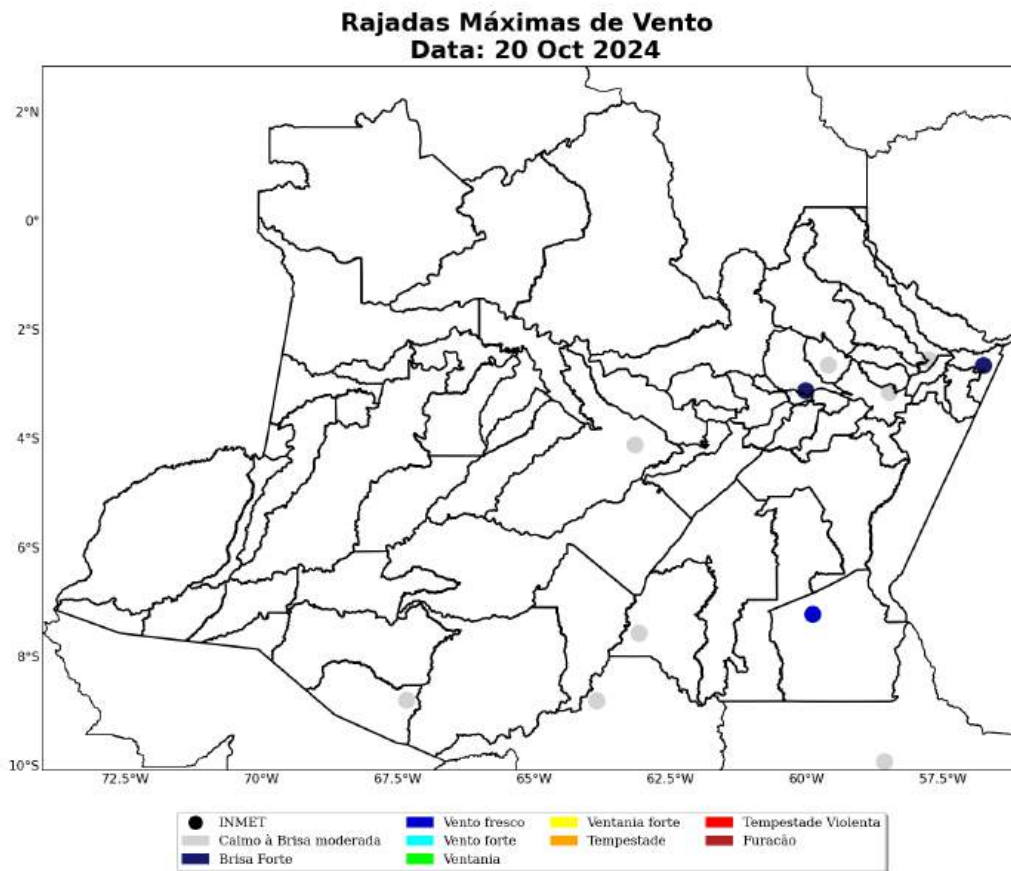 Rajadas Máximas de Vento
Data: 20 Oct 2024
2°N
0°
2°S
4°S
6°S
8°S
10°S
72.5°W 70°W 67.5°W 65°W 62.5°W 60°W 57.5°W
INMET Vento fresco Ventania forte Tempestade Violenta
Calmo à Brisa moderada Vento forte Tempestade Furacão
Brisa Forte Ventania